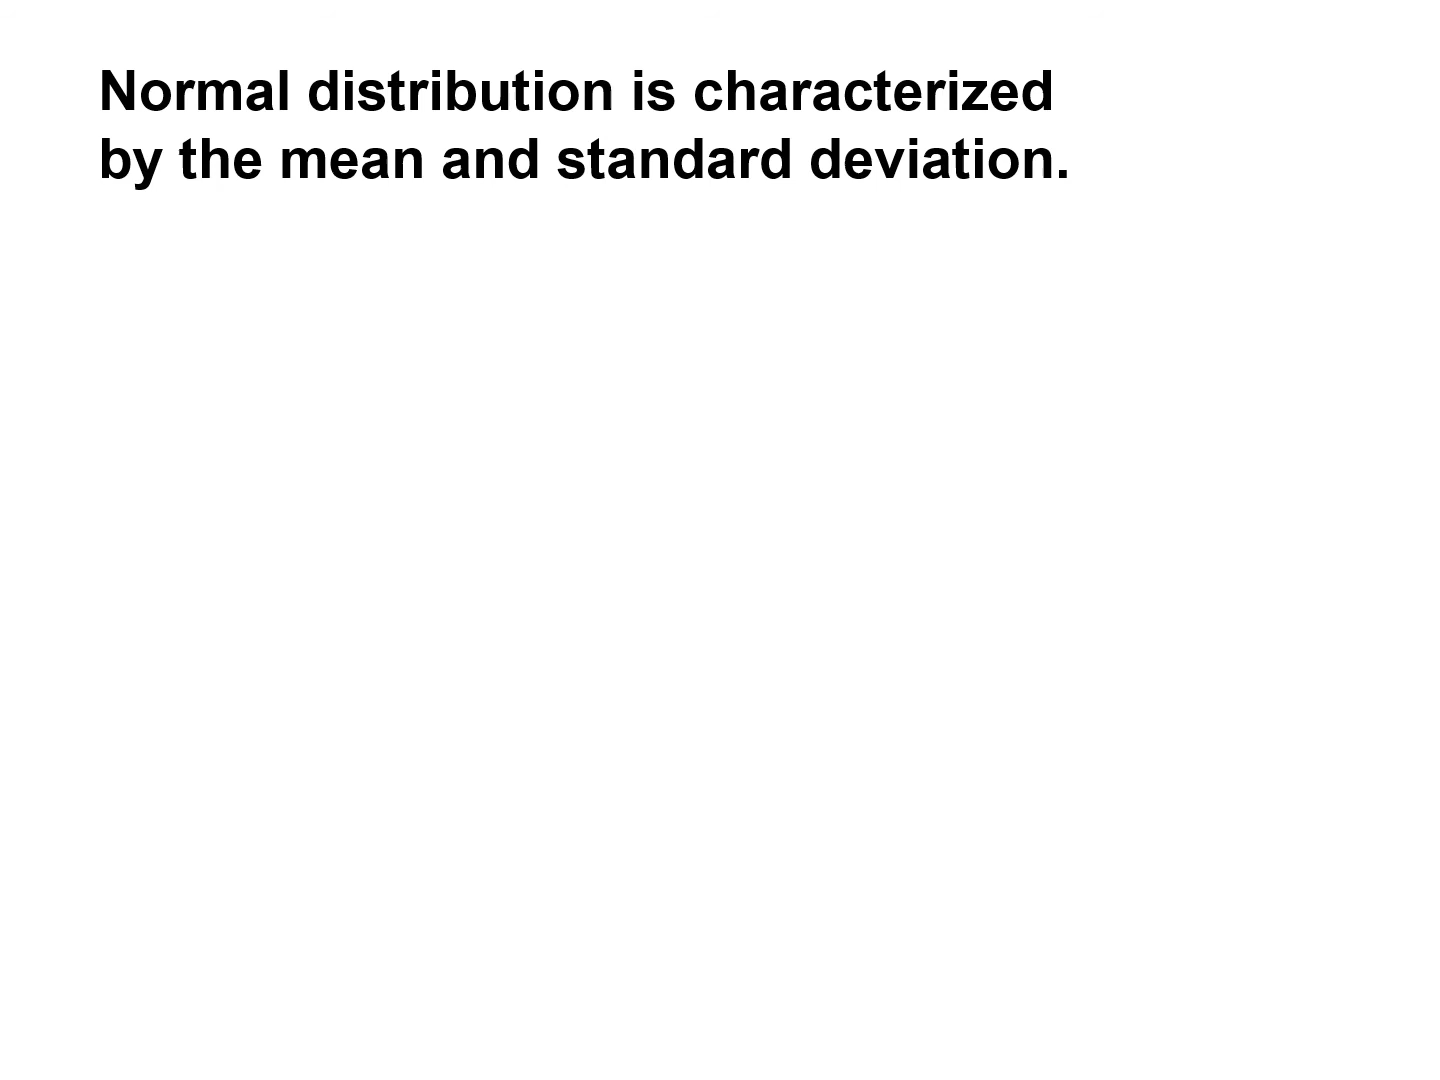 Normal distribution is characterized
by the mean and standard deviation.